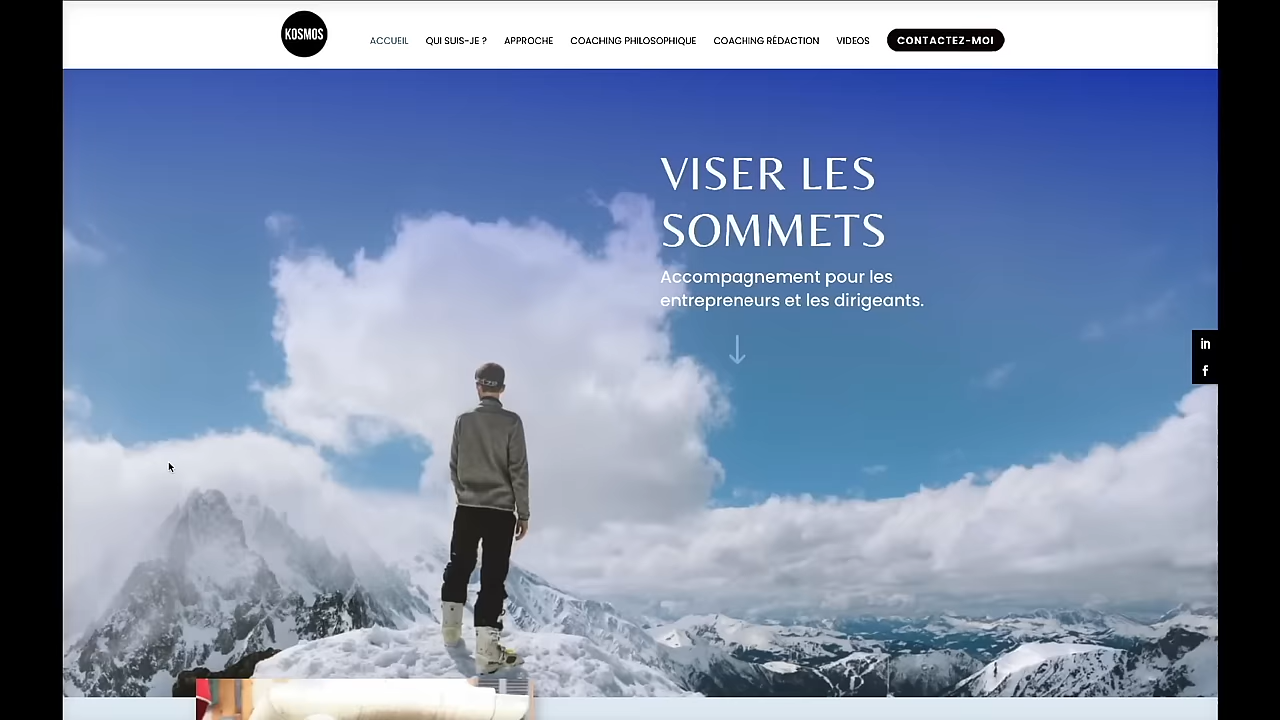 KOSMOS
ACCUEIL QUI SUIS-JE ? APPROCHE COACHING PHILOSOPHIQUE COACHING RÉDACTION VIDEOS CONTACTEZ-MOI
VISER LES
SOMMETS
Accompagnement pour les
entrepreneurs et les dirigeants.
in
f